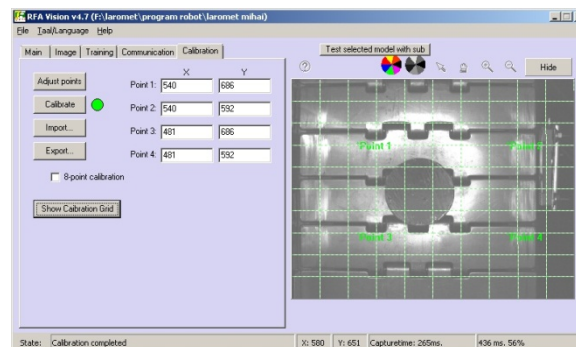 RFA Vision v4.7 (F:\laromet\program robot\laromet mihai)
File Taal/Language Help
Main Image Training Communication Calibration
Test selected model with sub
Hide
X Y
Adjust points
Point 1: 540 686
Calibrate
Point 2: 540 592
Import...
Point 3: 481 686
Export...
Point 4: 481 592
8-point calibration
Show Caibration Grid
Point 1
Point 3
Point 4
State: Calibration completed X: 580 Y: 651 Capturetime: 265ms. 436 ms. 56%